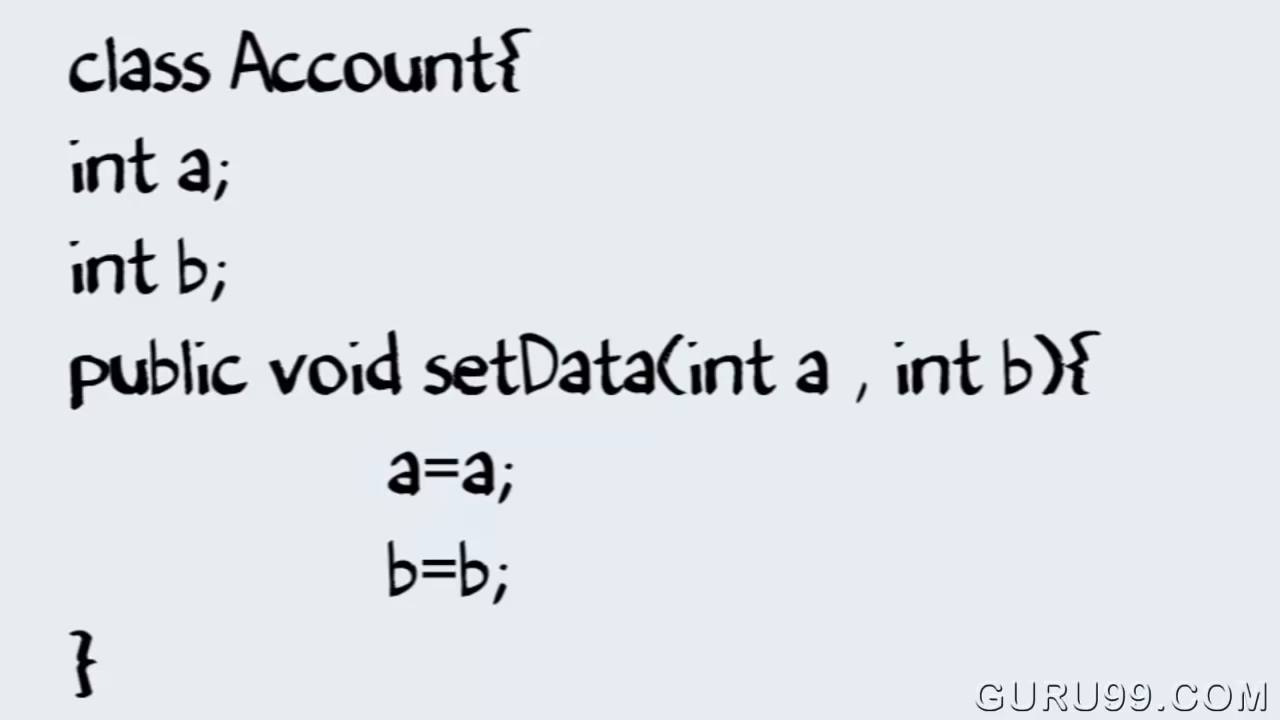 class Account{
int a;
int b;
public void setData(int a , int b){
a=a;
b=b;
}
GURU99.COM